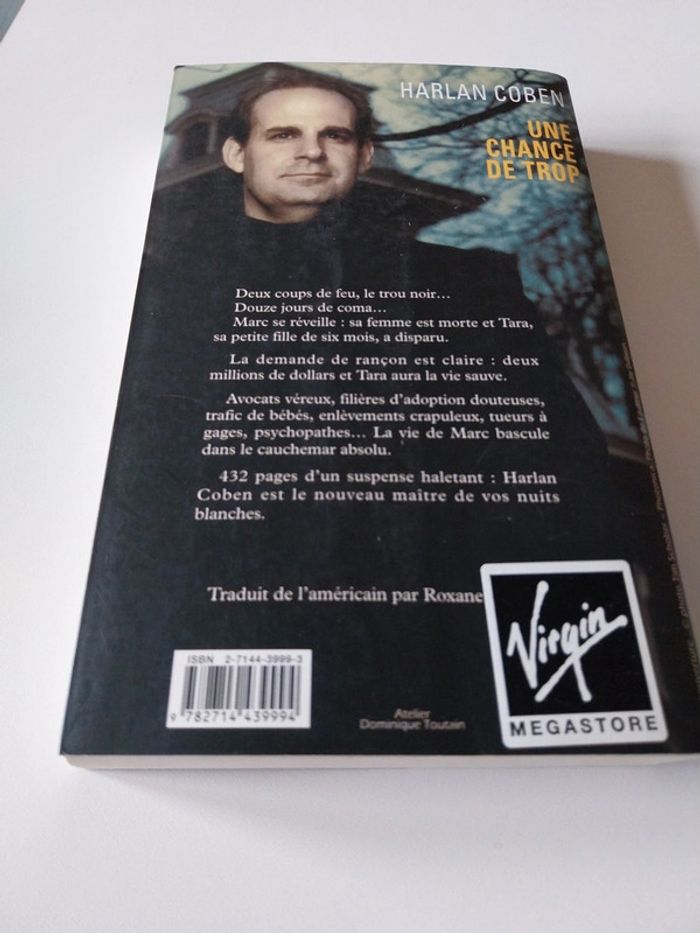 HARLAN COBEN
UNE
CHANCE
DE TROP
Deux coups de feu, le trou noir…
Douze jours de coma…
Marc se réveille : sa femme est morte et Tara,
sa petite fille de six mois, a disparu.
La demande de rançon est claire : deux
millions de dollars et Tara aura la vie sauve.
Avocats véreux, filières d'adoption douteuses,
trafic de bébés, enlèvements crapuleux, tueurs à
gages, psychopathes… La vie de Marc bascule
dans le cauchemar absolu.
432 pages d'un suspense haletant : Harlan
Coben est le nouveau maître de vos nuits
blanches.
Traduit de l'américain par Roxane
Virgin
MEGASTORE
ISBN 2-7144-3999-3
9 782714 439994
Atelier
Dominique Toutain